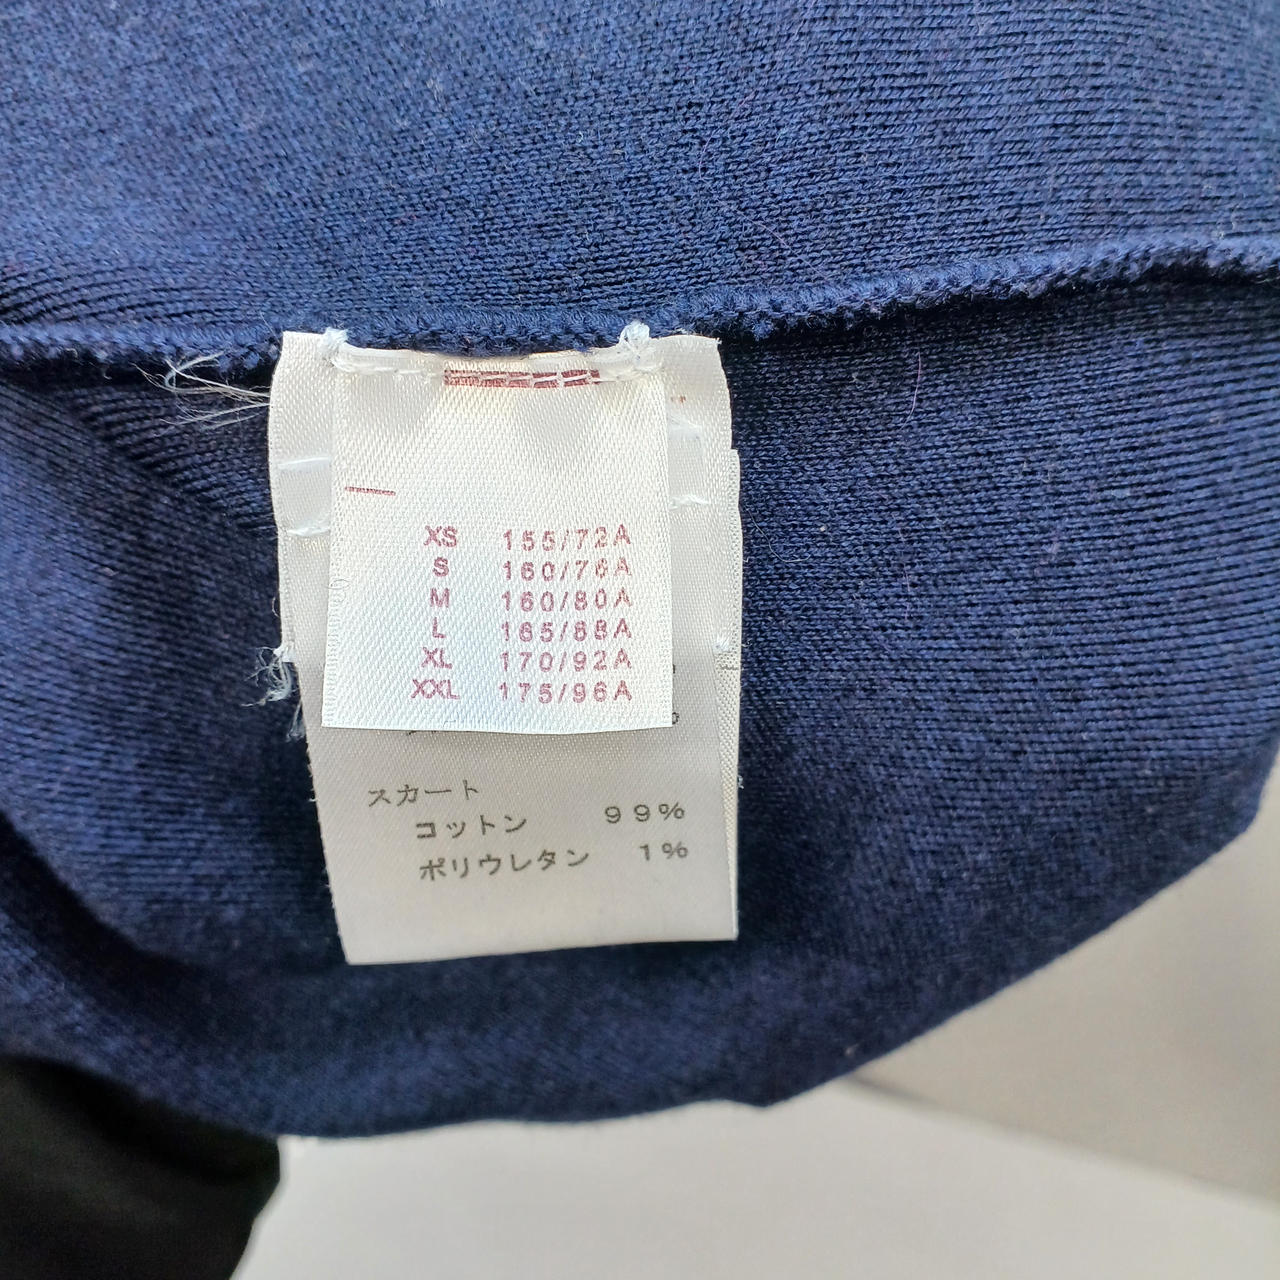 XS 155/72A
S 160/76A
M 160/80A
L 165/88A
XL 170/92A
XXL 175/96A
%
スカート
コットン 99%
ポリウレタン 1%